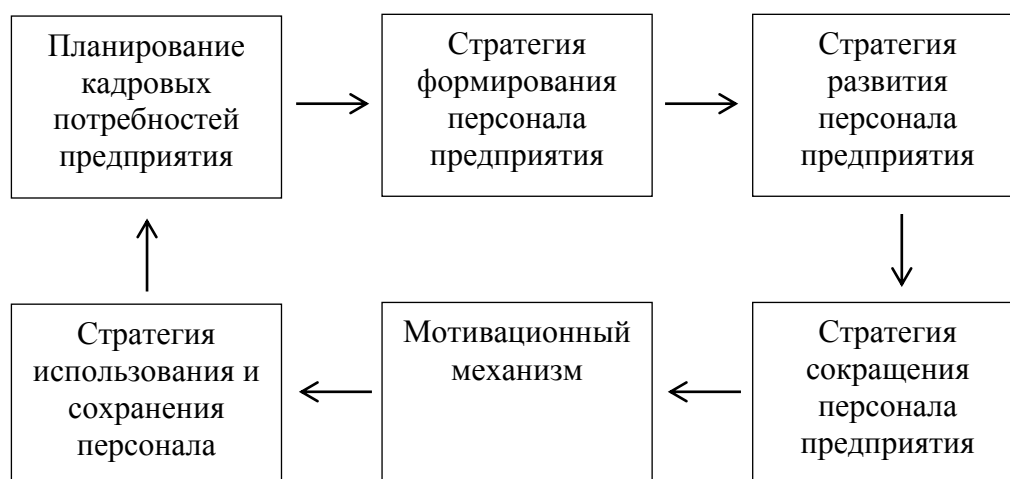 Планирование
кадровых
потребностей
предприятия
Стратегия
формирования
персонала
предприятия
Стратегия
развития
персонала
предприятия
Стратегия
использования и
сохранения
персонала
Мотивационный
механизм
Стратегия
сокращения
персонала
предприятия